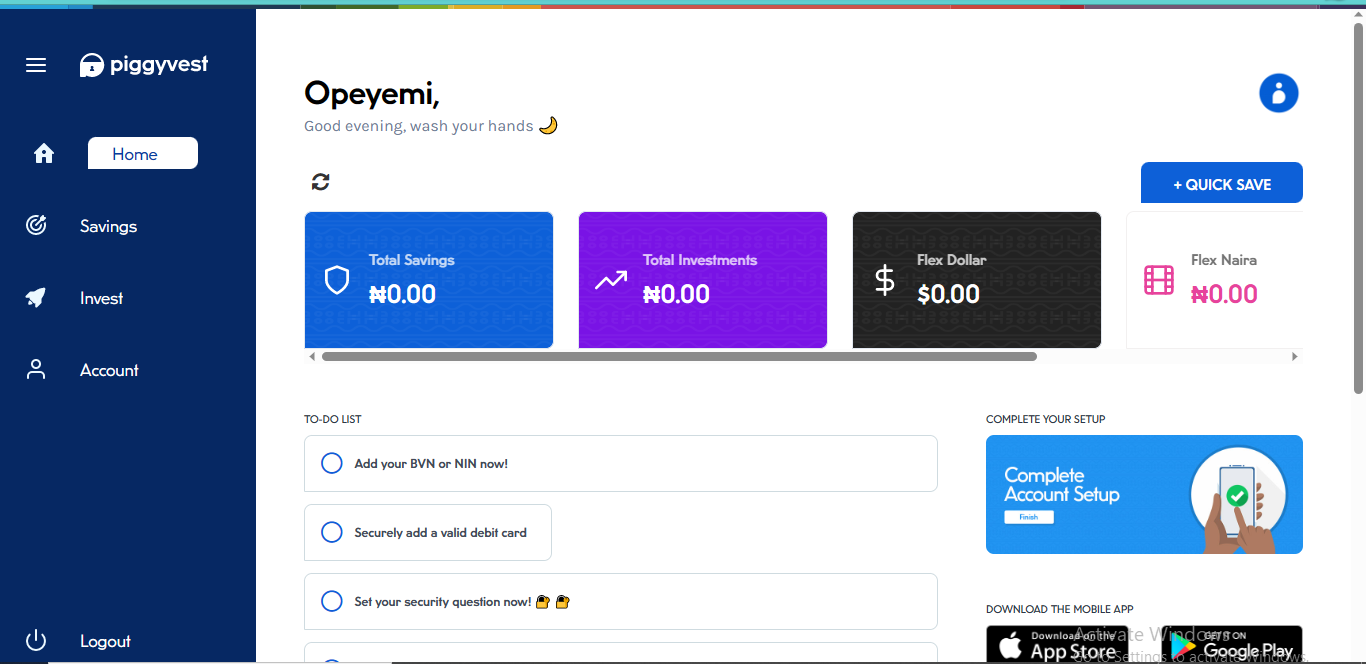 piggyvest
Home
Savings
Invest
Account
Logout
Opeyemi,
Good evening, wash your hands 🌛
+ QUICK SAVE
Total Savings
₦0.00
Total Investments
₦0.00
Flex Dollar
$0.00
Flex Naira
₦0.00
TO-DO LIST
Add your BVN or NIN now!
Securely add a valid debit card
Set your security question now! 🔐 🔐
COMPLETE YOUR SETUP
Complete
Account Setup
Finish
DOWNLOAD THE MOBILE APP
Download on the
App Store
GET IT ON
Google Play
Activate Windows
Go to Settings to activate Windows.